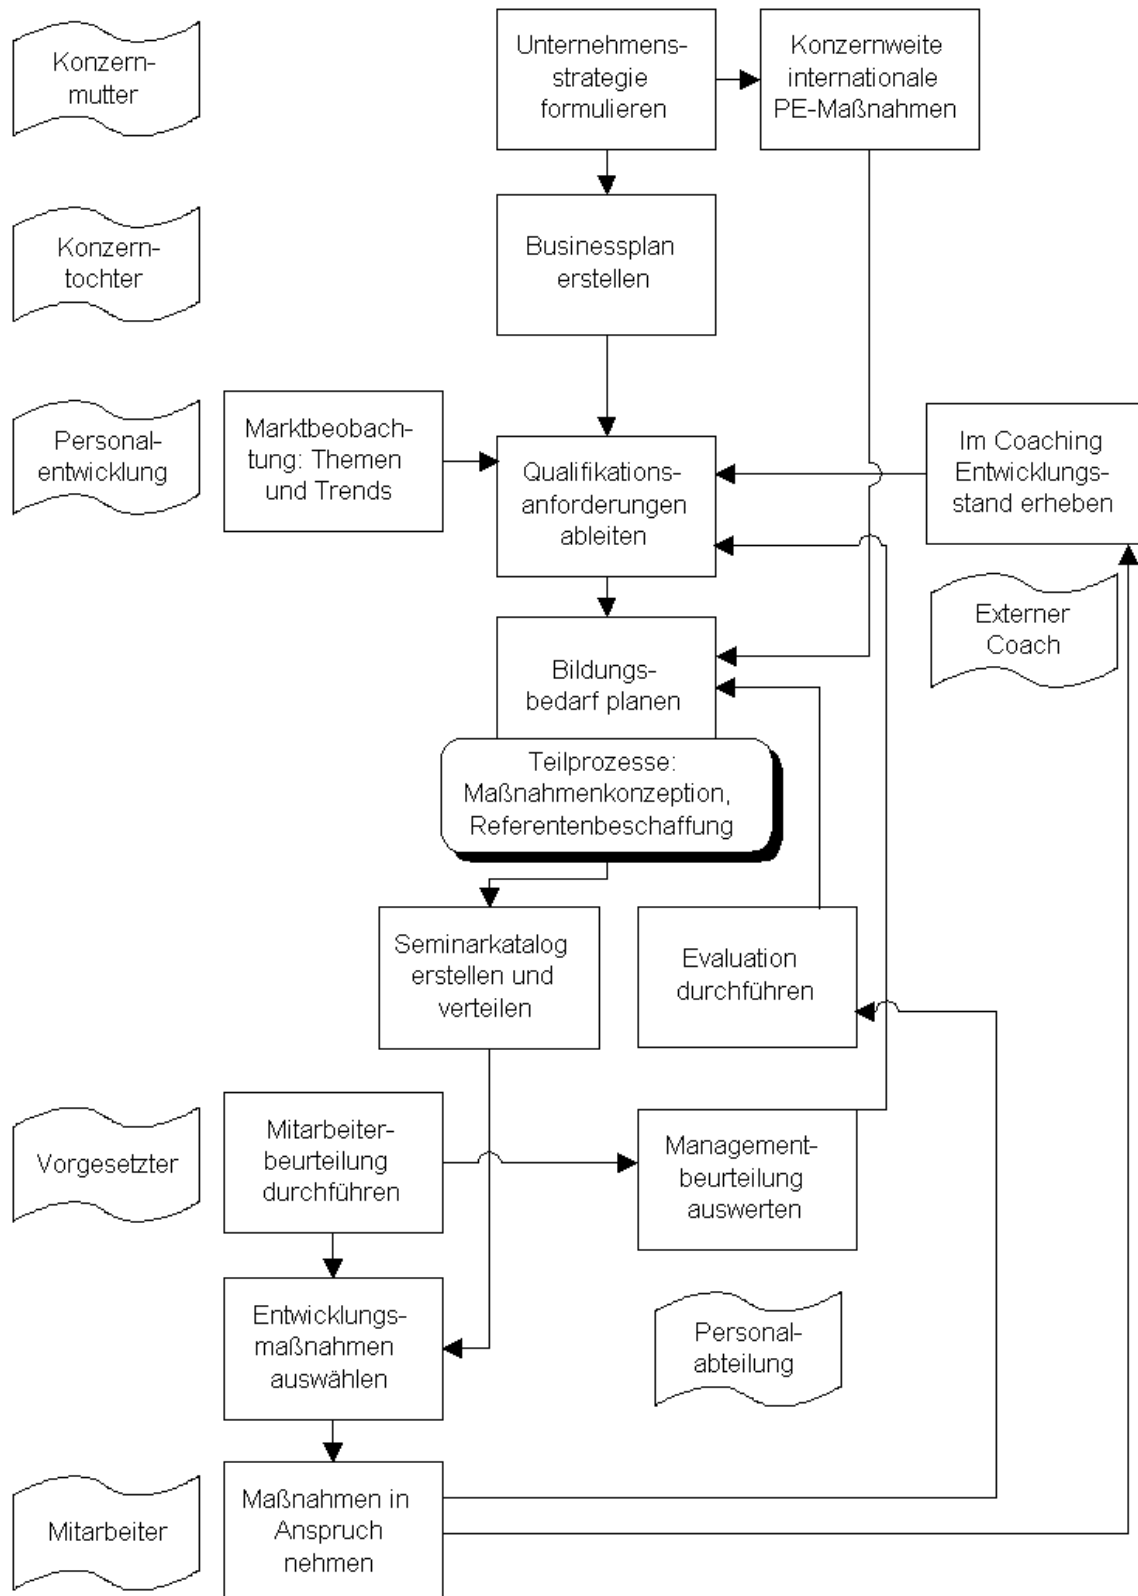 Konzern-
mutter
Unternehmens-
strategie
formulieren
Konzernweite
internationale
PE-Maßnahmen
Konzern-
tochter
Businessplan
erstellen
Personal-
entwicklung
Marktbeobach-
tung: Themen
und Trends
Qualifikations-
anforderungen
ableiten
Im Coaching
Entwicklungs-
stand erheben
Externer
Coach
Bildungs-
bedarf planen
Teilprozesse:
Maßnahmenkonzeption,
Referentenbeschaffung
Seminarkatalog
erstellen und
verteilen
Evaluation
durchführen
Vorgesetzter
Mitarbeiter-
beurteilung
durchführen
Management-
beurteilung
auswerten
Entwicklungs-
maßnahmen
auswählen
Personal-
abteilung
Mitarbeiter
Maßnahmen in
Anspruch
nehmen